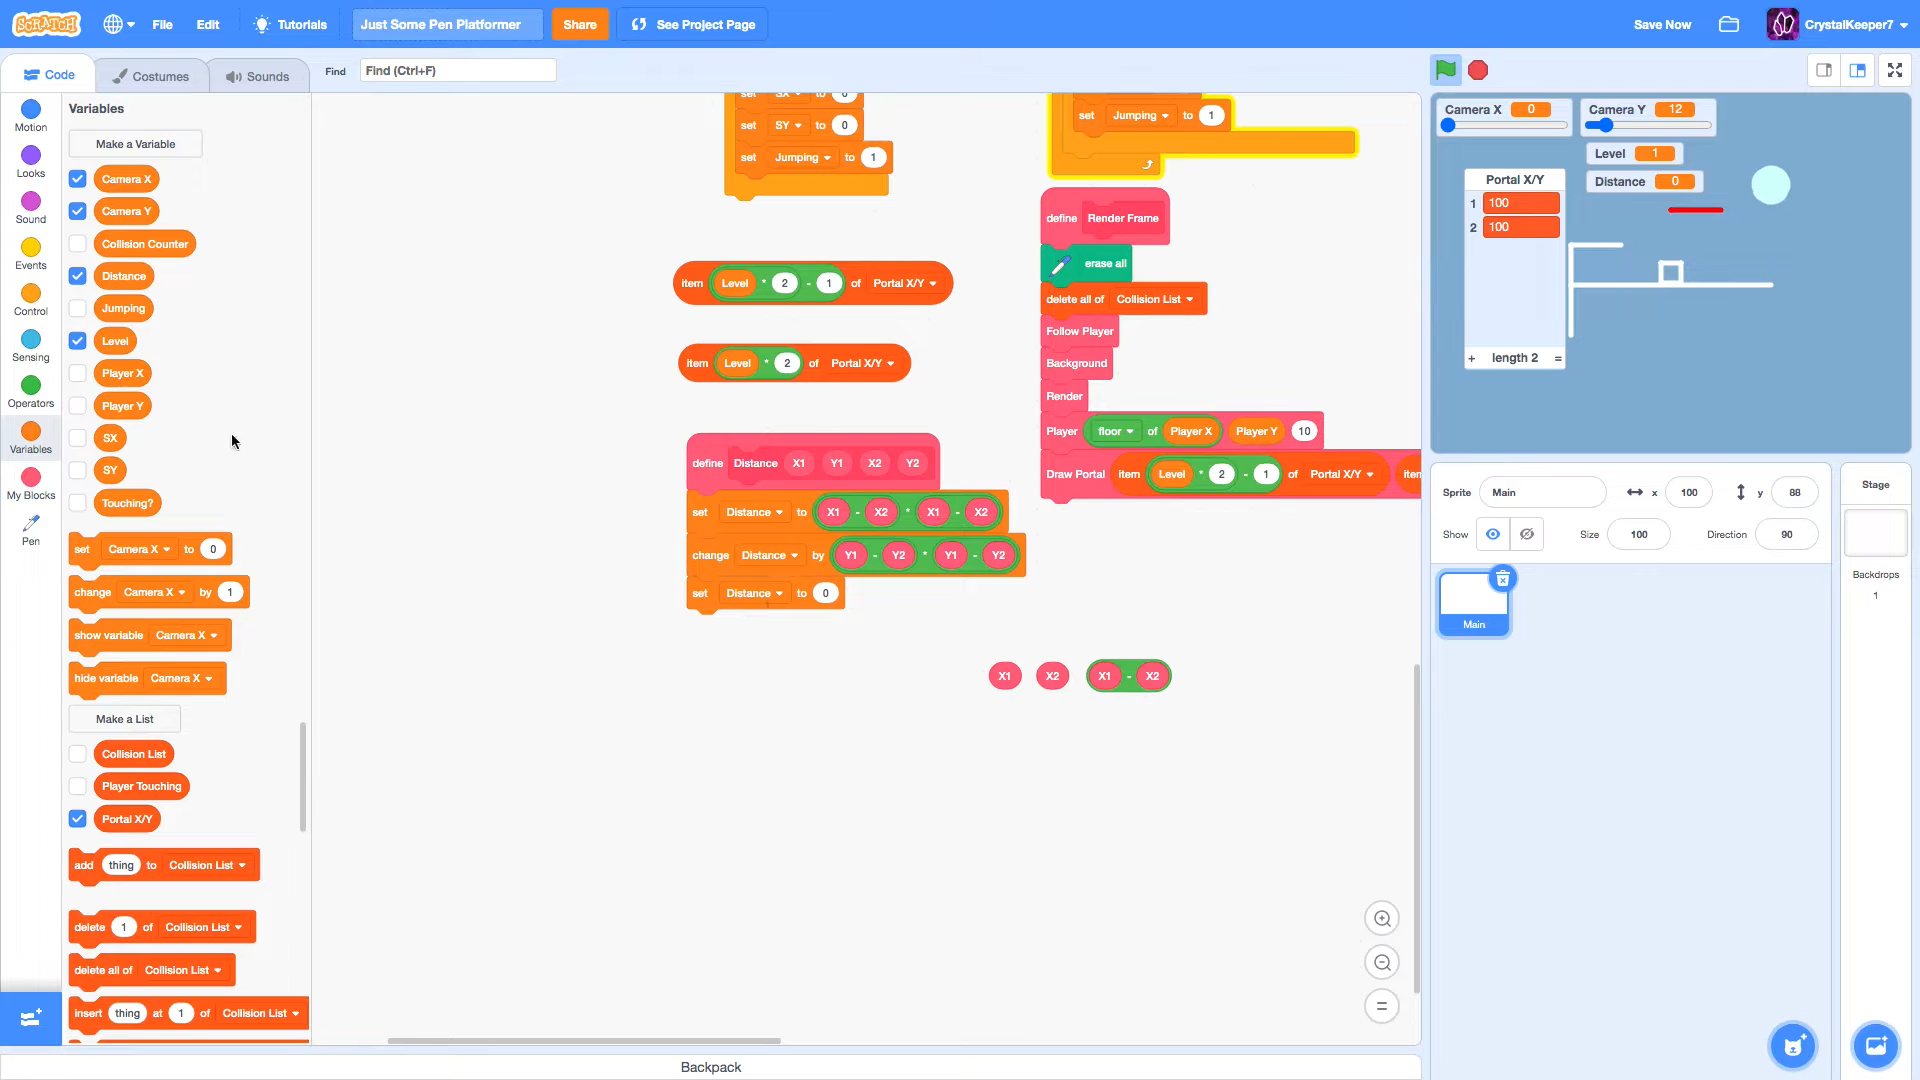 SCRATCH
File
Edit
Tutorials
Just Some Pen Platformer
Share
See Project Page
Save Now
CrystalKeeper7
Code
Costumes
Sounds
Find
Find (Ctrl+F)
Motion
Looks
Sound
Events
Control
Sensing
Operators
Variables
My Blocks
Pen
Variables
Make a Variable
Camera X
Camera Y
Collision Counter
Distance
Jumping
Level
Player X
Player Y
SX
SY
Touching?
set Camera X to 0
change Camera X by 1
show variable Camera X
hide variable Camera X
Make a List
Collision List
Player Touching
Portal X/Y
add thing to Collision List
delete 1 of Collision List
delete all of Collision List
insert thing at 1 of Collision List
set SX to 0
set SY to 0
set Jumping to 1
item Level * 2 - 1 of Portal X/Y
item Level * 2 of Portal X/Y
define Distance X1 Y1 X2 Y2
set Distance to X1 - X2 * X1 - X2
change Distance by Y1 - Y2 * Y1 - Y2
set Distance to 0
X1 X2 X1 - X2
set Jumping to 1
define Render Frame
erase all
delete all of Collision List
Follow Player
Background
Render
Player floor of Player X Player Y 10
Draw Portal item Level * 2 - 1 of Portal X/Y item
Backpack
Camera X 0
Camera Y 12
Level 1
Distance 0
Portal X/Y
1 100
2 100
+ length 2 =
Sprite Main
x 100
y 88
Show
Size 100
Direction 90
Main
Stage
Backdrops
1